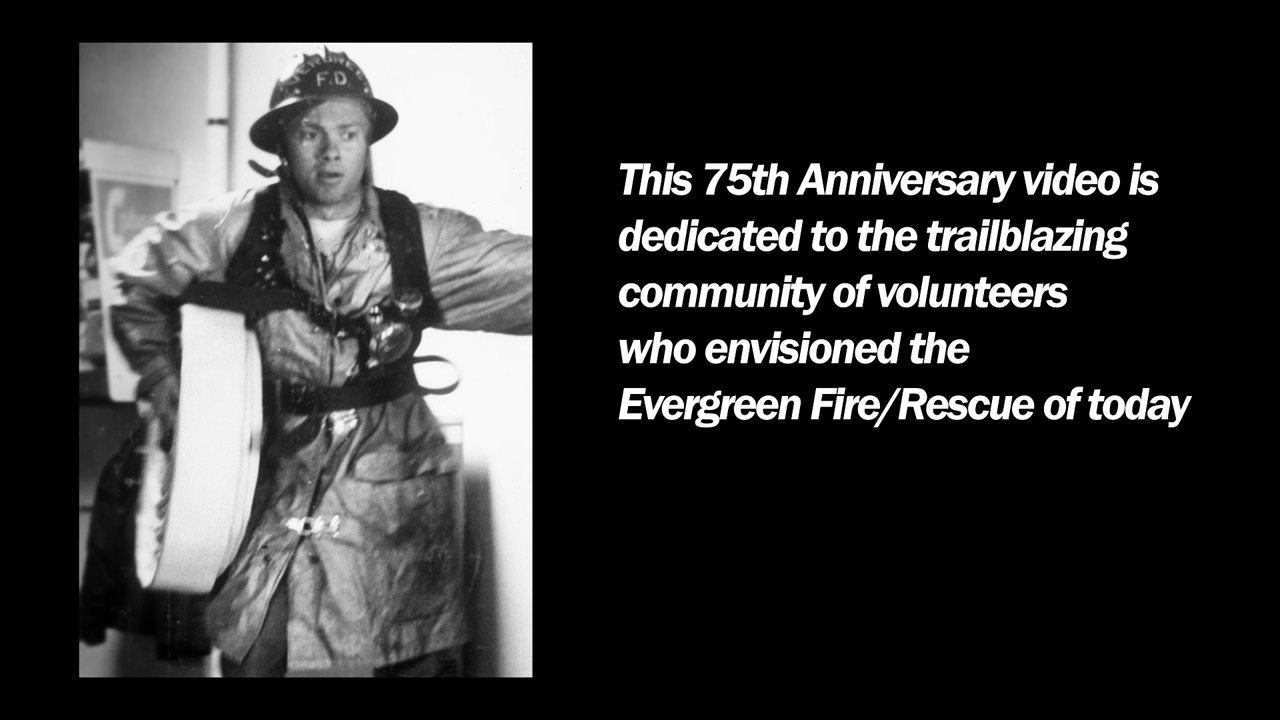 EVERGREEN
F.D.
This 75th Anniversary video is
dedicated to the trailblazing
community of volunteers
who envisioned the
Evergreen Fire/Rescue of today